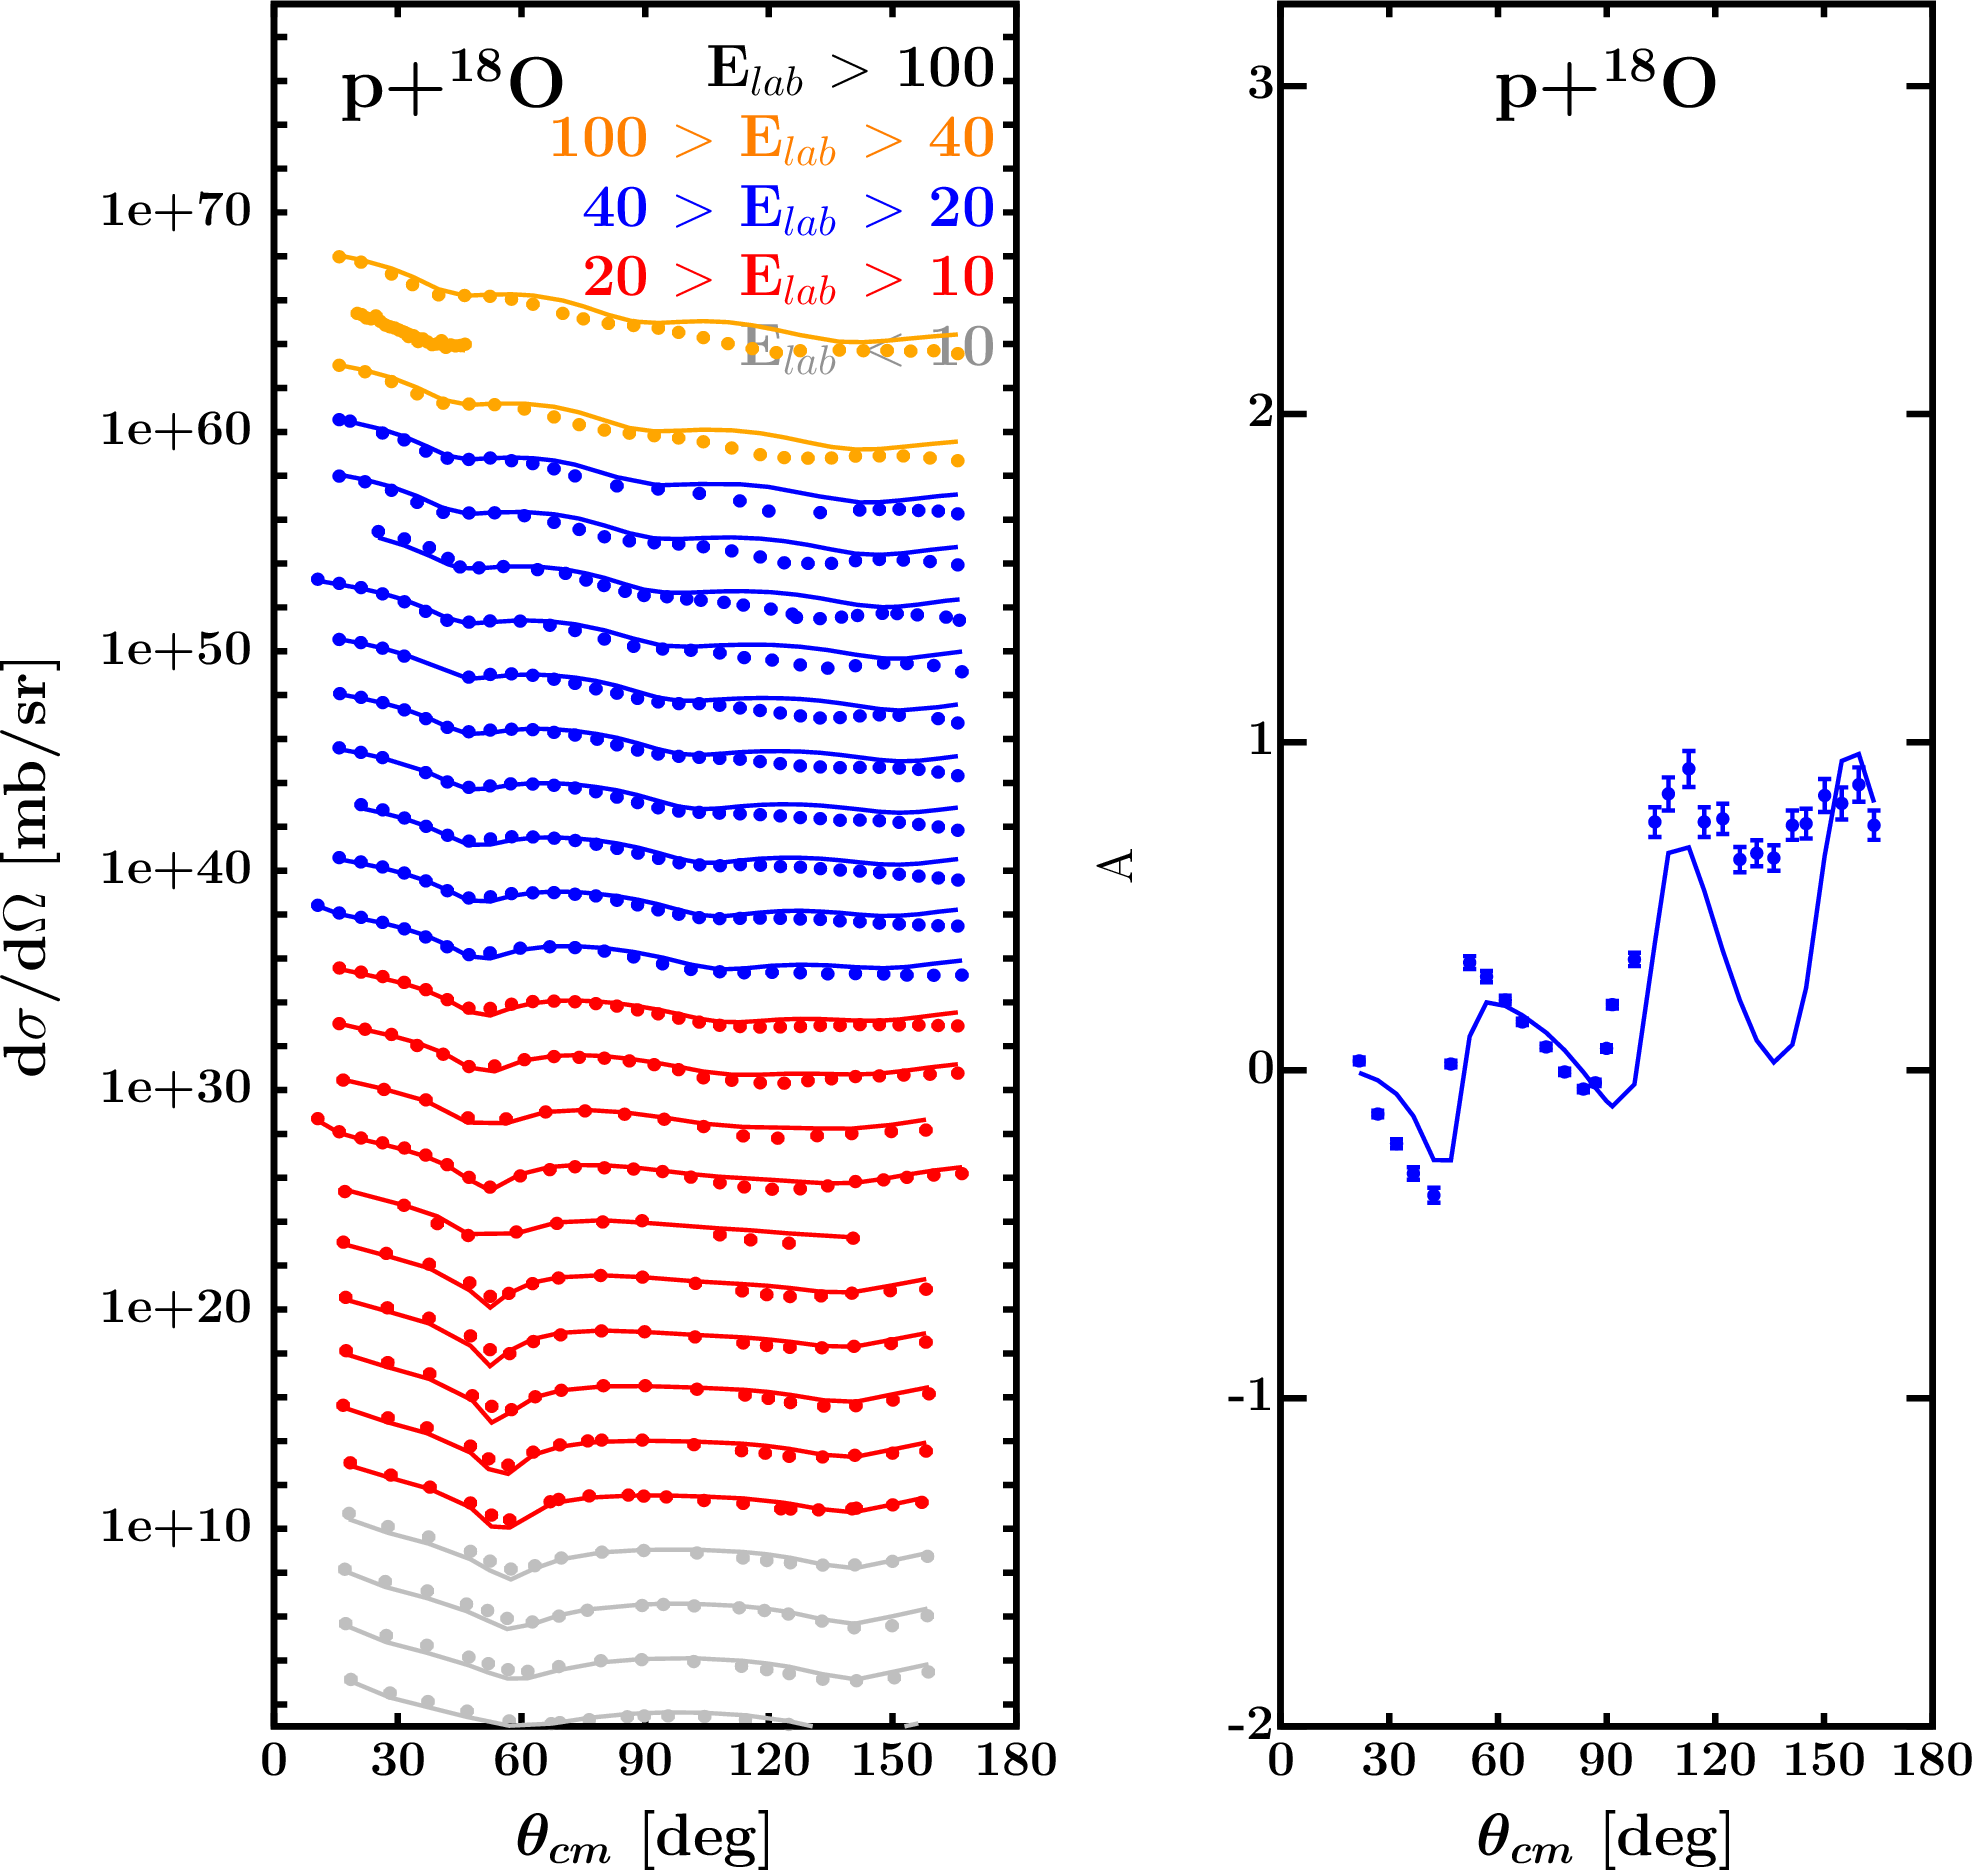 p+¹⁸O
E_lab > 100
100 > E_lab > 40
40 > E_lab > 20
20 > E_lab > 10
E_lab < 10
1e+70
1e+60
1e+50
1e+40
1e+30
1e+20
1e+10
dσ/dΩ [mb/sr]
0 30 60 90 120 150 180
θ_cm [deg]
p+¹⁸O
3
2
1
0
-1
-2
A
0 30 60 90 120 150 180
θ_cm [deg]